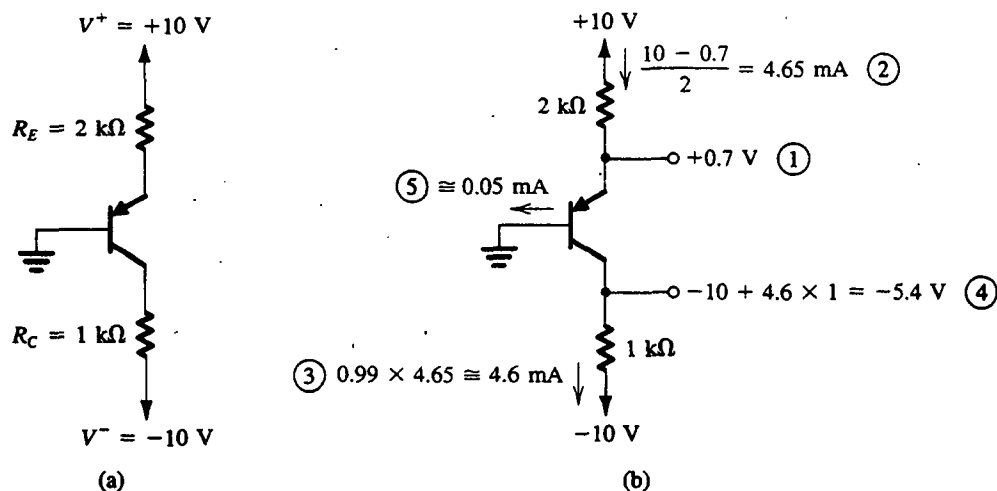 V⁺ = +10 V
R_E = 2 kΩ
R_C = 1 kΩ
V⁻ = −10 V
(a)
+10 V
10 − 0.7
2
= 4.65 mA ②
2 kΩ
+0.7 V ①
⑤ ≅ 0.05 mA
−10 + 4.6 × 1 = −5.4 V ④
1 kΩ
③ 0.99 × 4.65 ≅ 4.6 mA
−10 V
(b)